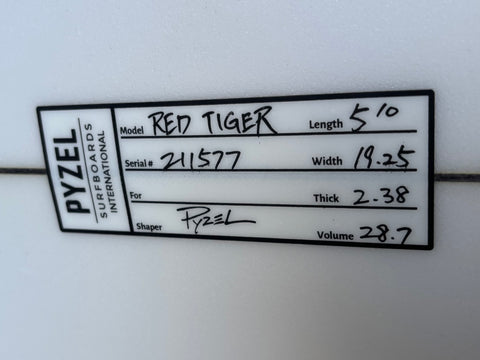 PYZEL
SURFBOARDS
INTERNATIONAL
Model RED TIGER Length 5'10
Serial # 211577 Width 19.25
For Thick 2.38
Shaper PYZEL Volume 28.7